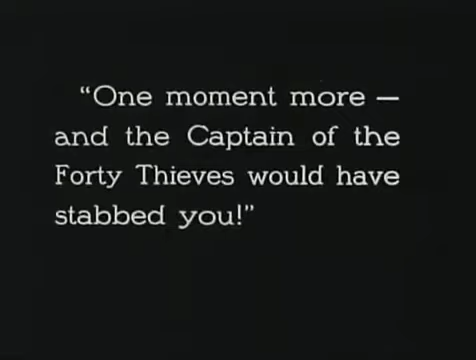 “One moment more —
and the Captain of the
Forty Thieves would have
stabbed you!”